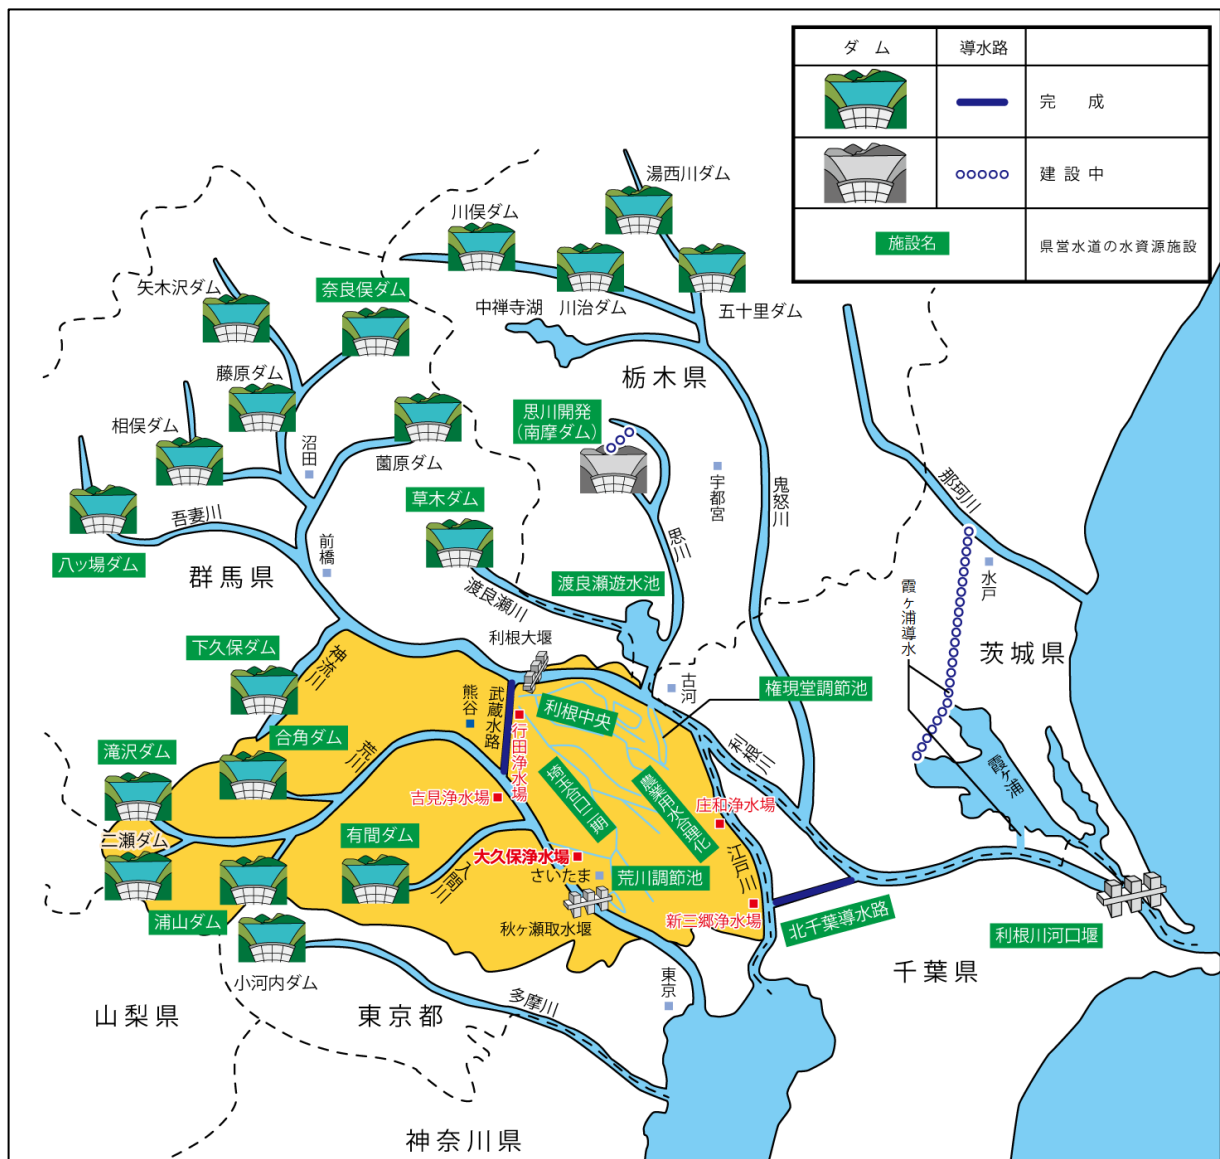 ダム
導水路
完成
建設中
施設名
県営水道の水資源施設
湯西川ダム
川俣ダム
矢木沢ダム
奈良俣ダム
中禅寺湖
川治ダム
五十里ダム
藤原ダム
栃木県
相俣ダム
沼田
薗原ダム
思川開発
(南摩ダム)
宇都宮
鬼怒川
那珂川
草木ダム
吾妻川
八ッ場ダム
前橋
群馬県
思川
渡良瀬川
渡良瀬遊水池
水戸
霞ヶ浦導水
茨城県
下久保ダム
神流川
利根大堰
古河
権現堂調節池
熊谷
武蔵水路
利根中央
行田浄水場
合角ダム
荒川
滝沢ダム
利根川
霞ヶ浦
吉見浄水場
埼玉合口二期
農業用水合理化
庄和浄水場
二瀬ダム
有間ダム
入間川
大久保浄水場
さいたま
荒川調節池
江戸川
浦山ダム
秋ヶ瀬取水堰
新三郷浄水場
北千葉導水路
利根川河口堰
小河内ダム
千葉県
東京
多摩川
山梨県
東京都
神奈川県